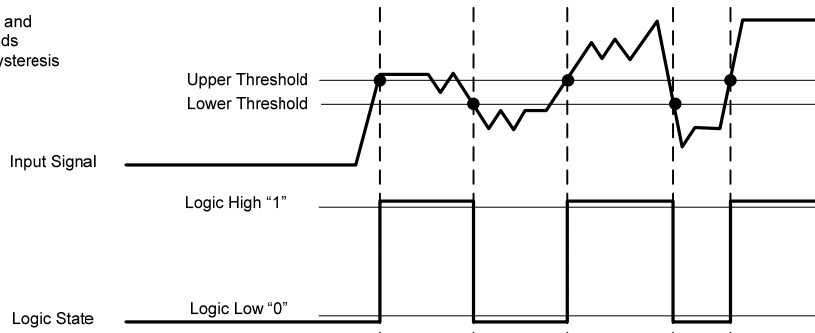 and
ds
ysteresis
Upper Threshold
Lower Threshold
Input Signal
Logic High “1”
Logic Low “0”
Logic State